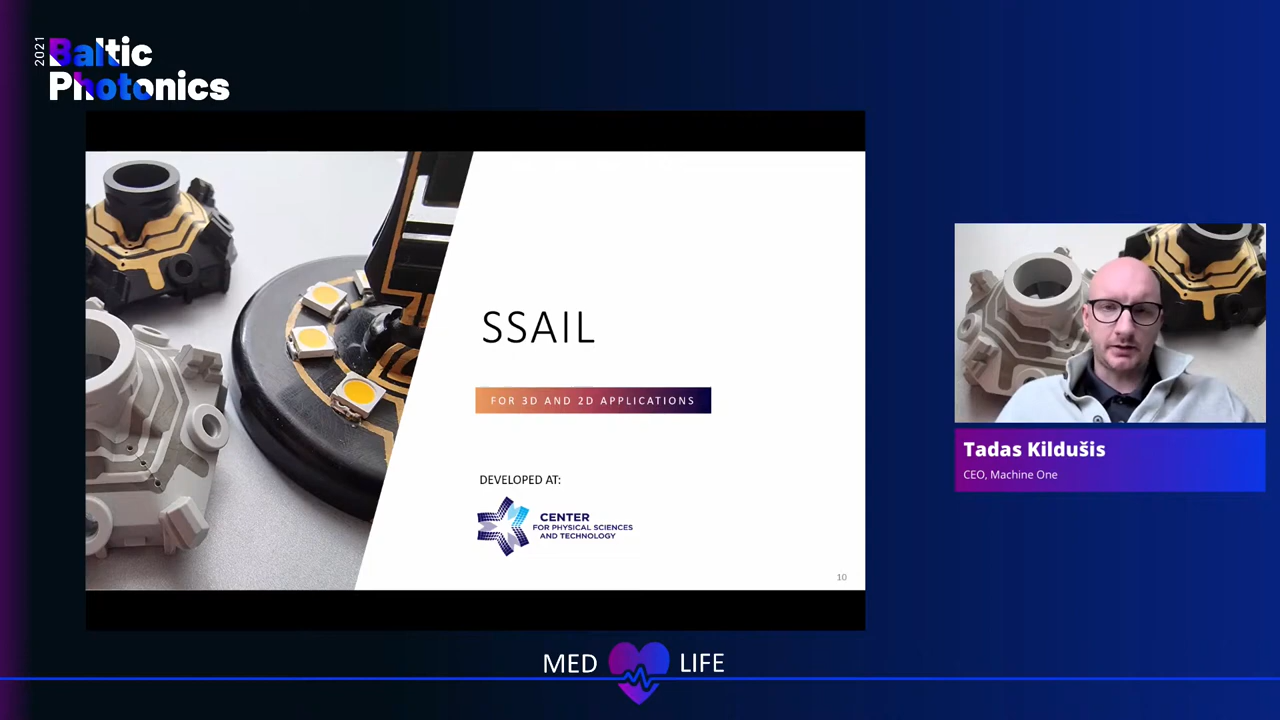 2021
Baltic
Photonics
SSAIL
FOR 3D AND 2D APPLICATIONS
DEVELOPED AT:
CENTER
FOR PHYSICAL SCIENCES
AND TECHNOLOGY
10
Tadas Kildušis
CEO, Machine One
MED LIFE